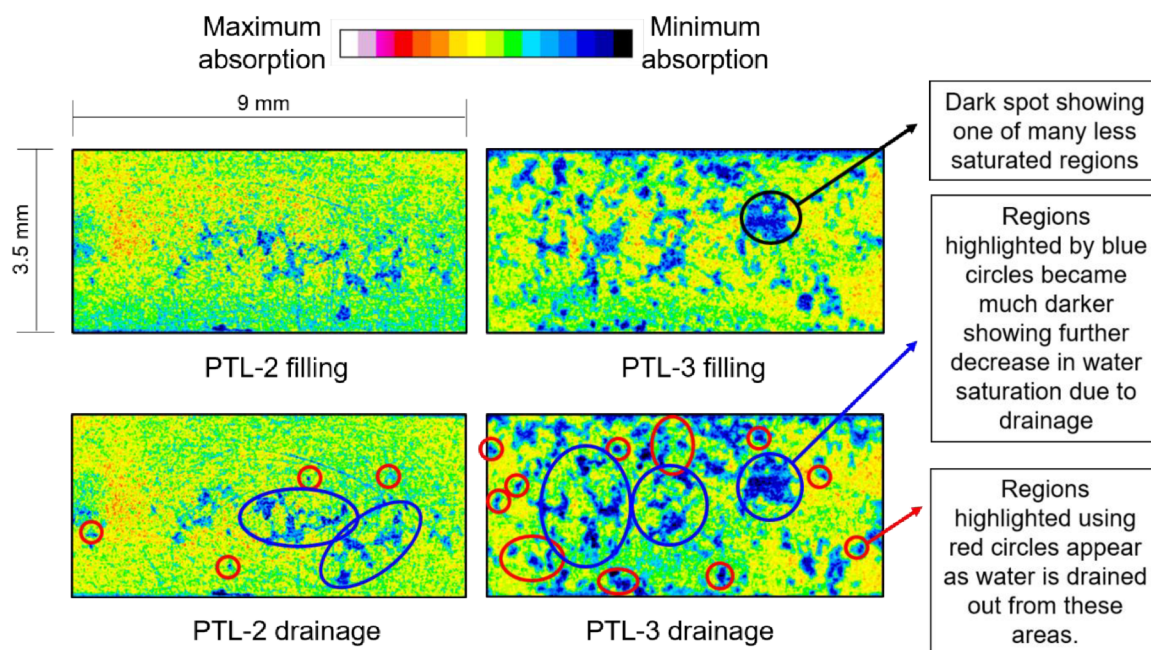 Maximum
absorption
Minimum
absorption
9 mm
3.5 mm
Dark spot showing
one of many less
saturated regions
PTL-2 filling
PTL-3 filling
Regions
highlighted by blue
circles became
much darker
showing further
decrease in water
saturation due to
drainage
PTL-2 drainage
PTL-3 drainage
Regions
highlighted using
red circles appear
as water is drained
out from these
areas.